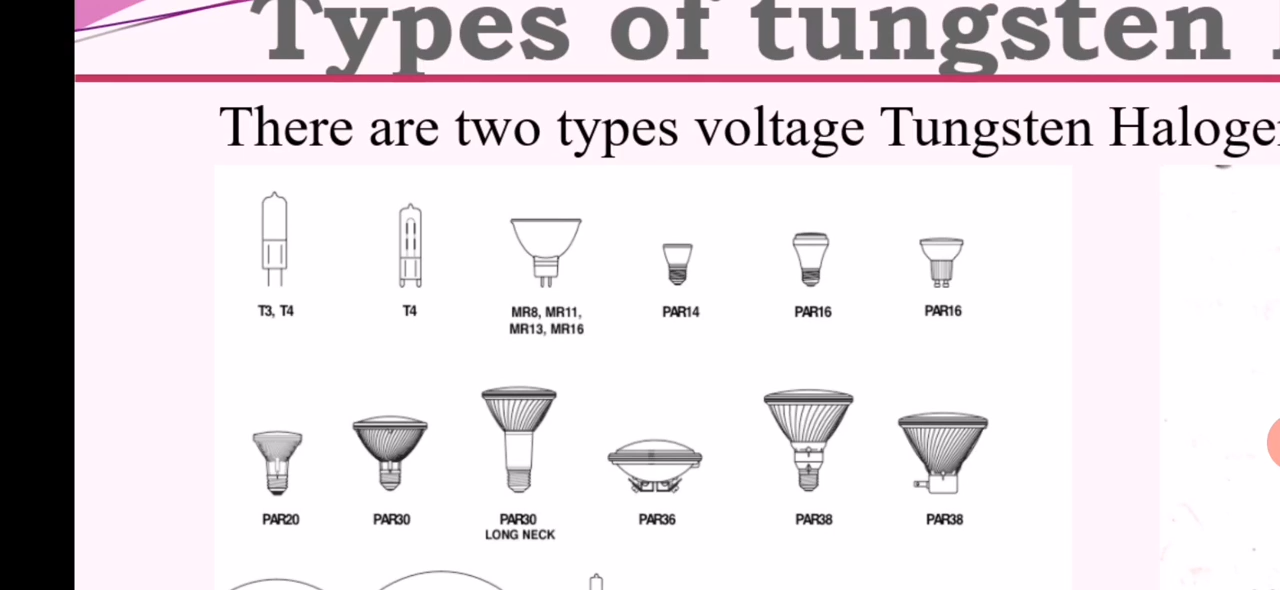 Types of tungsten
There are two types voltage Tungsten
T3, T4
T4
MR8, MR11,
MR13, MR16
PAR14
PAR16
PAR16
PAR20
PAR30
PAR30
LONG NECK
PAR36
PAR38
PAR38